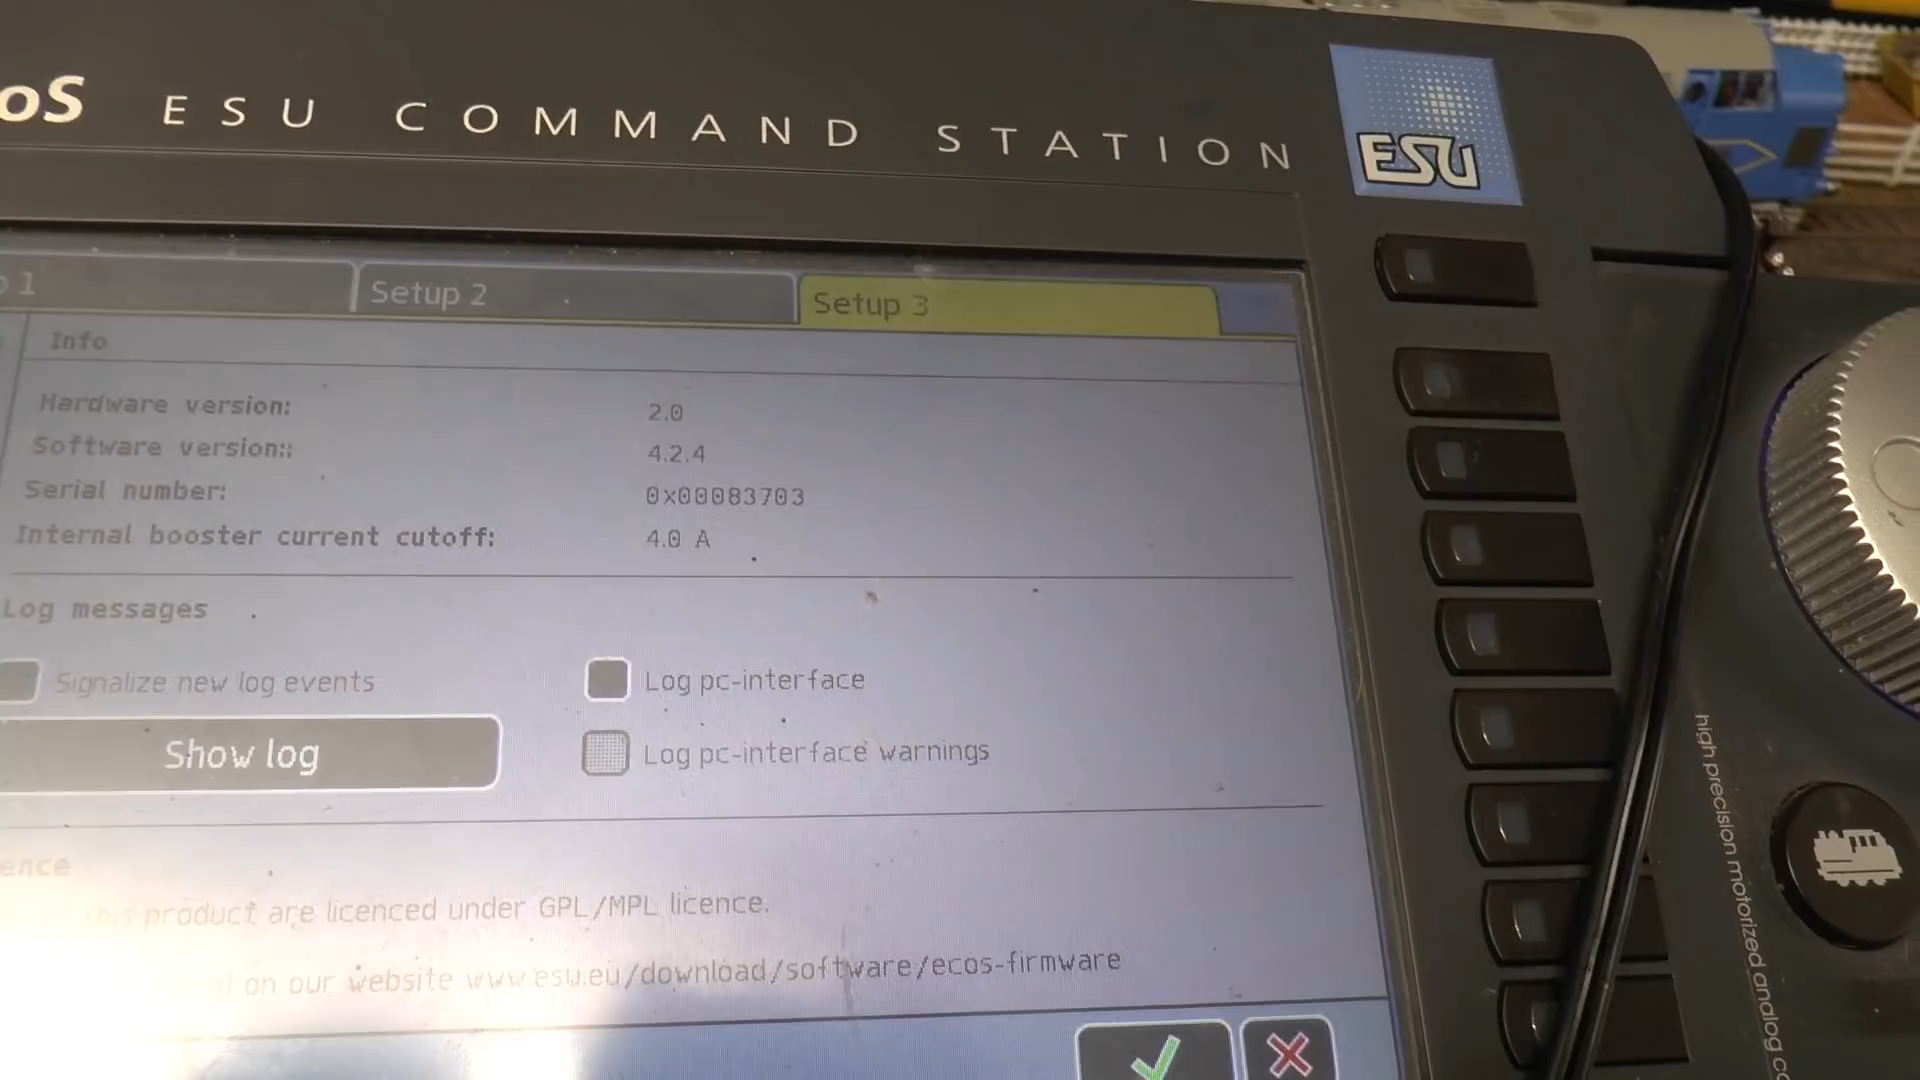 oS ESU COMMAND STATION
ESU
1 Setup 2 Setup 3
Info
Hardware version: 2.0
Software version:: 4.2.4
Serial number: 0x00083703
Internal booster current cutoff: 4.0 A
Log messages
Signalize new log events Log pc-interface
Show log Log pc-interface warnings
ence
this product are licenced under GPL/MPL licence.
on our website www.esu.eu/download/software/ecos-firmware
high precision motorized analog co